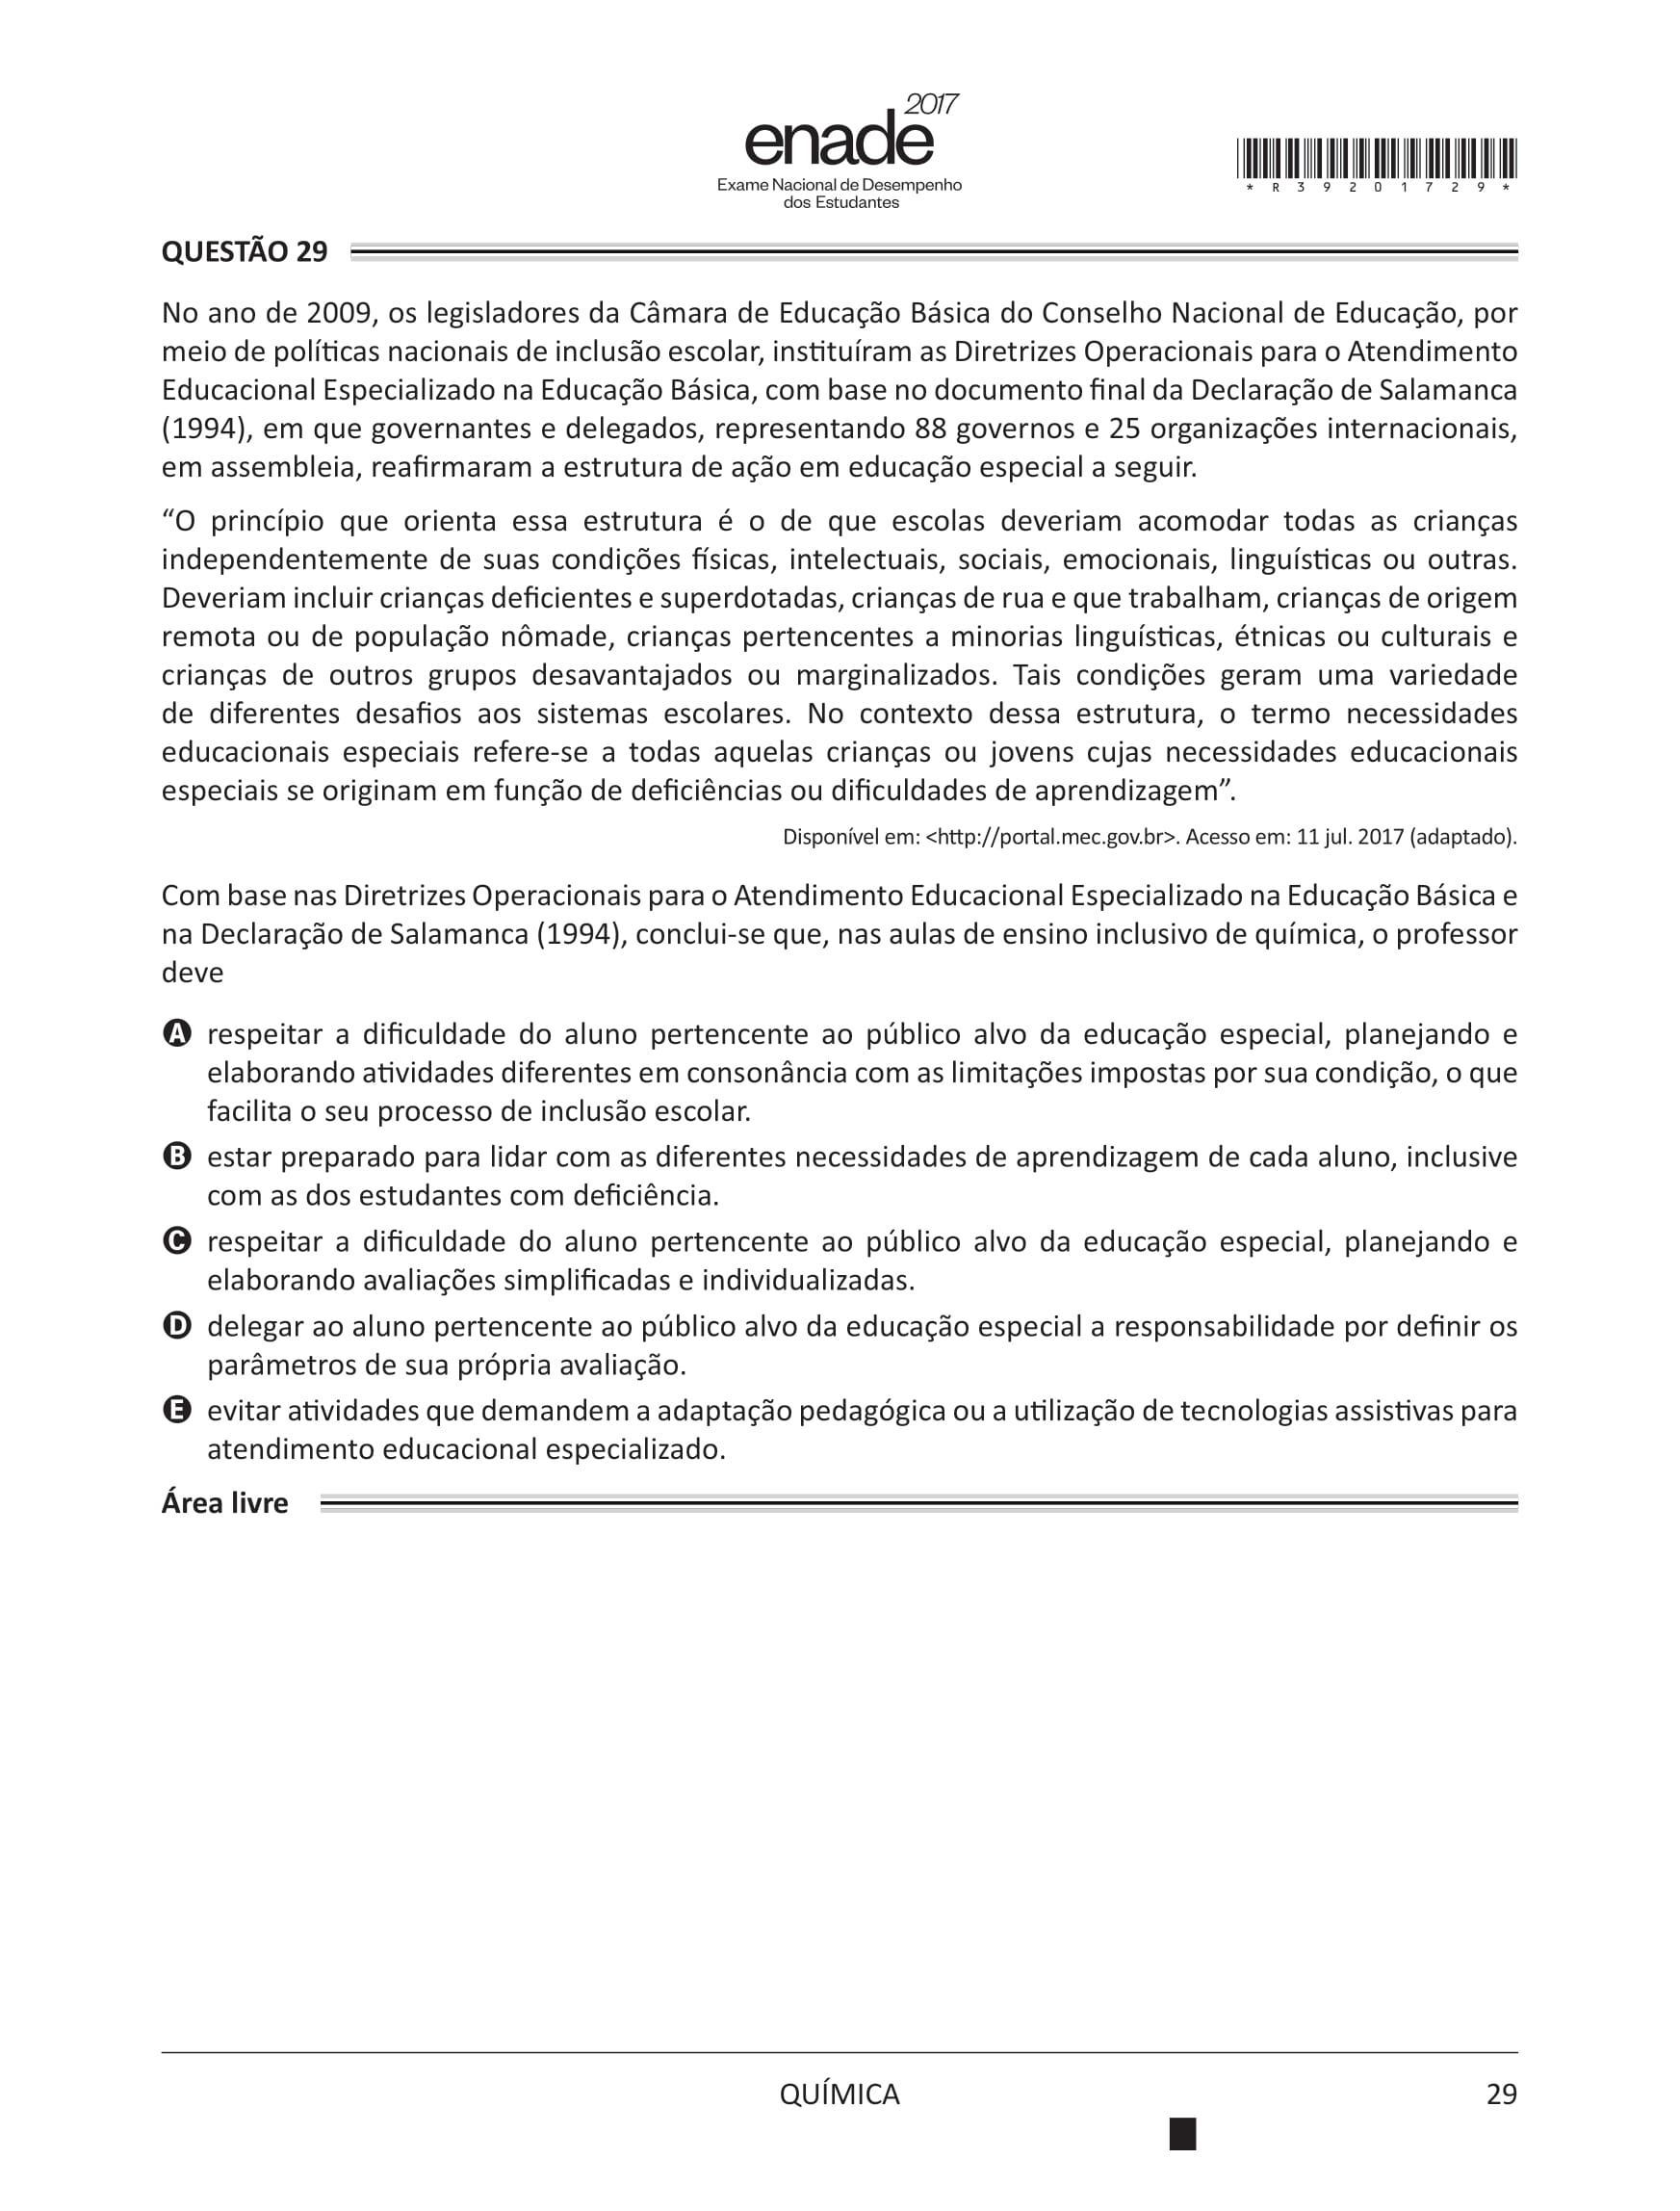 2017
enade
Exame Nacional de Desempenho
dos Estudantes
* R 3 9 2 0 1 7 2 9 *
QUESTÃO 29
No ano de 2009, os legisladores da Câmara de Educação Básica do Conselho Nacional de Educação, por
meio de políticas nacionais de inclusão escolar, instituíram as Diretrizes Operacionais para o Atendimento
Educacional Especializado na Educação Básica, com base no documento final da Declaração de Salamanca
(1994), em que governantes e delegados, representando 88 governos e 25 organizações internacionais,
em assembleia, reafirmaram a estrutura de ação em educação especial a seguir.
“O princípio que orienta essa estrutura é o de que escolas deveriam acomodar todas as crianças
independentemente de suas condições físicas, intelectuais, sociais, emocionais, linguísticas ou outras.
Deveriam incluir crianças deficientes e superdotadas, crianças de rua e que trabalham, crianças de origem
remota ou de população nômade, crianças pertencentes a minorias linguísticas, étnicas ou culturais e
crianças de outros grupos desavantajados ou marginalizados. Tais condições geram uma variedade
de diferentes desafios aos sistemas escolares. No contexto dessa estrutura, o termo necessidades
educacionais especiais refere-se a todas aquelas crianças ou jovens cujas necessidades educacionais
especiais se originam em função de deficiências ou dificuldades de aprendizagem”.
Disponível em: <http://portal.mec.gov.br>. Acesso em: 11 jul. 2017 (adaptado).
Com base nas Diretrizes Operacionais para o Atendimento Educacional Especializado na Educação Básica e
na Declaração de Salamanca (1994), conclui-se que, nas aulas de ensino inclusivo de química, o professor
deve
A respeitar a dificuldade do aluno pertencente ao público alvo da educação especial, planejando e
elaborando atividades diferentes em consonância com as limitações impostas por sua condição, o que
facilita o seu processo de inclusão escolar.
B estar preparado para lidar com as diferentes necessidades de aprendizagem de cada aluno, inclusive
com as dos estudantes com deficiência.
C respeitar a dificuldade do aluno pertencente ao público alvo da educação especial, planejando e
elaborando avaliações simplificadas e individualizadas.
D delegar ao aluno pertencente ao público alvo da educação especial a responsabilidade por definir os
parâmetros de sua própria avaliação.
E evitar atividades que demandem a adaptação pedagógica ou a utilização de tecnologias assistivas para
atendimento educacional especializado.
Área livre
QUÍMICA
29